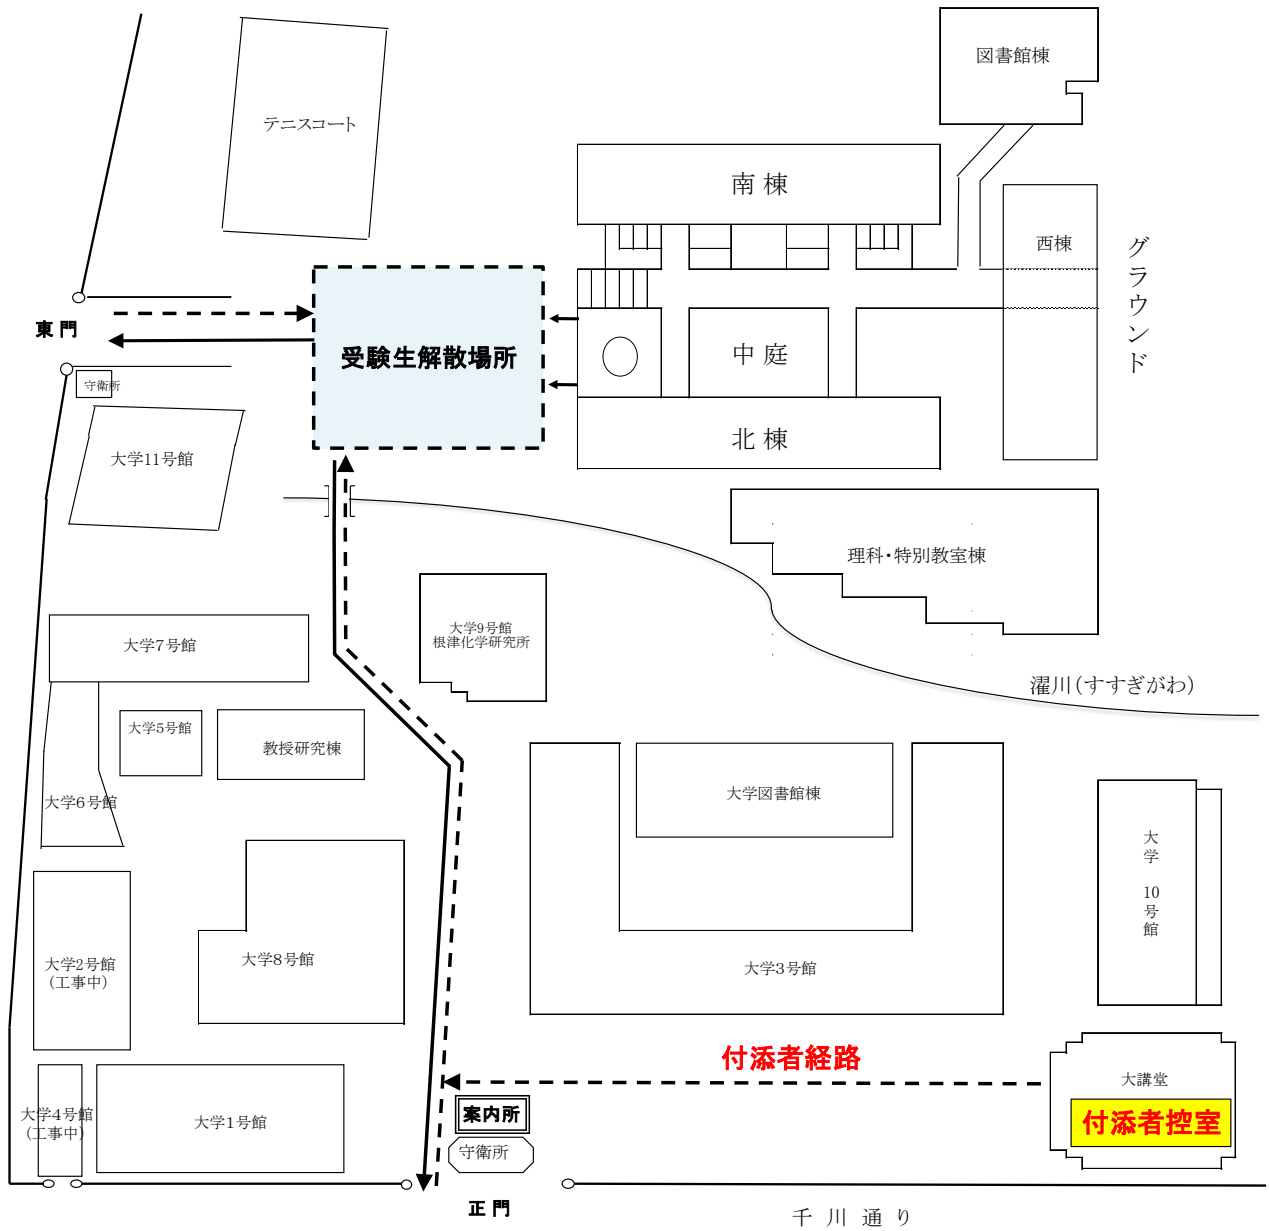 図書館棟
テニスコート
南 棟
西棟
グラウンド
東 門
受験生解散場所
中 庭
守衛所
北 棟
大学11号館
理科・特別教室棟
大学9号館
根津化学研究所
大学7号館
濯川(すすぎがわ)
大学5号館
教授研究棟
大学6号館
大学図書館棟
大学 10号館
大学8号館
大学2号館
(工事中)
大学3号館
付添者経路
大講堂
付添者控室
案内所
大学4号館
(工事中)
大学1号館
守衛所
正 門
千 川 通 り